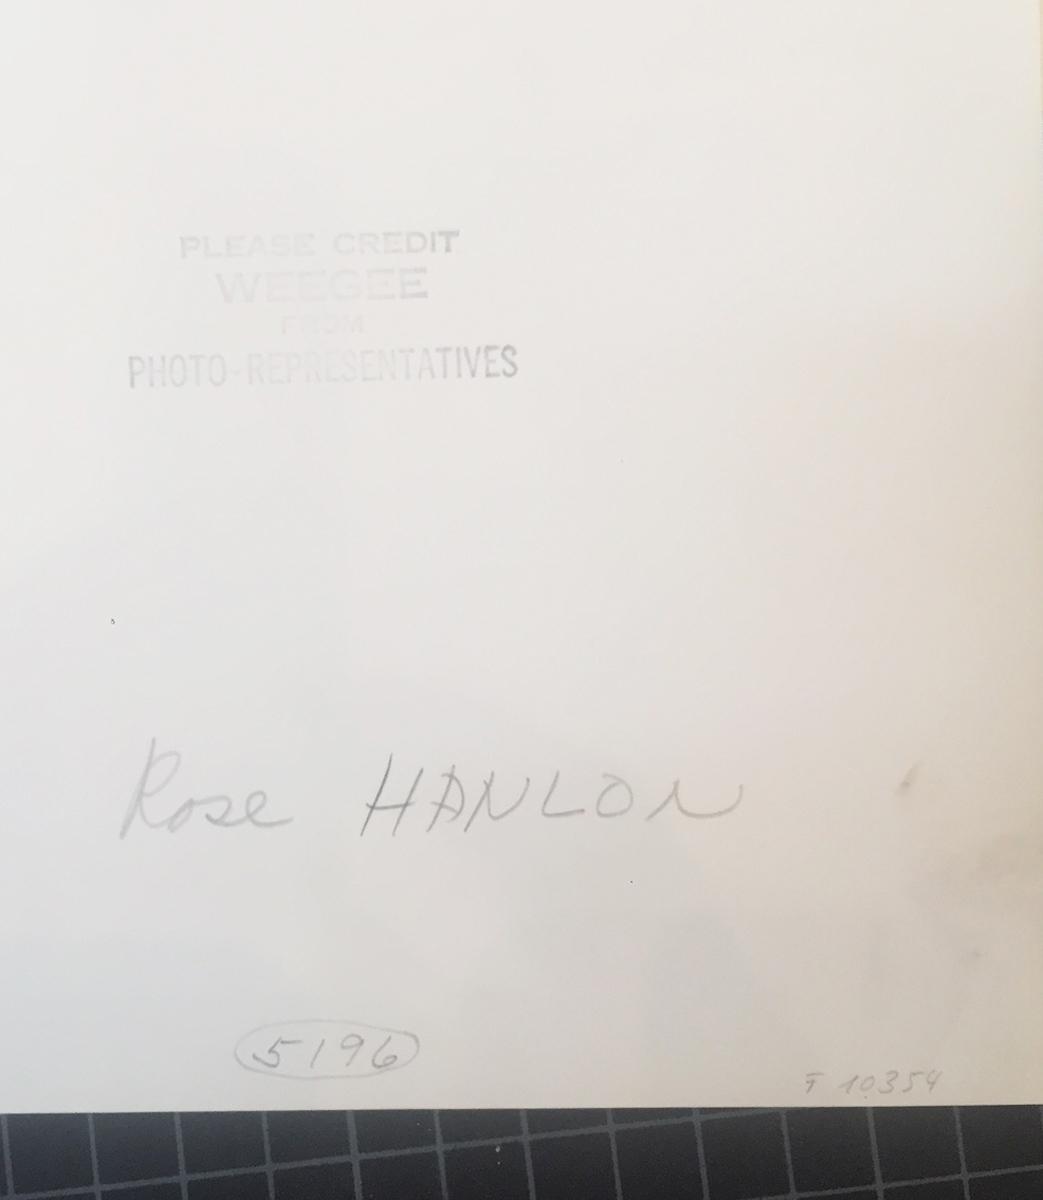 PLEASE CREDIT
WEEGEE
FROM
PHOTO-REPRESENTATIVES
Rose HANLON
5196
T 10354